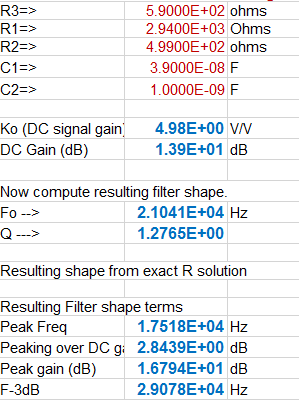 R3=> 5.9000E+02 ohms
R1=> 2.9400E+03 Ohms
R2=> 4.9900E+02 ohms
C1=> 3.9000E-08 F
C2=> 1.0000E-09 F
Ko (DC signal gain) 4.98E+00 V/V
DC Gain (dB) 1.39E+01 dB
Now compute resulting filter shape.
Fo --> 2.1041E+04 Hz
Q ---> 1.2765E+00
Resulting shape from exact R solution
Resulting Filter shape terms
Peak Freq 1.7518E+04 Hz
Peaking over DC ga 2.8439E+00 dB
Peak gain (dB) 1.6794E+01 dB
F-3dB 2.9078E+04 Hz